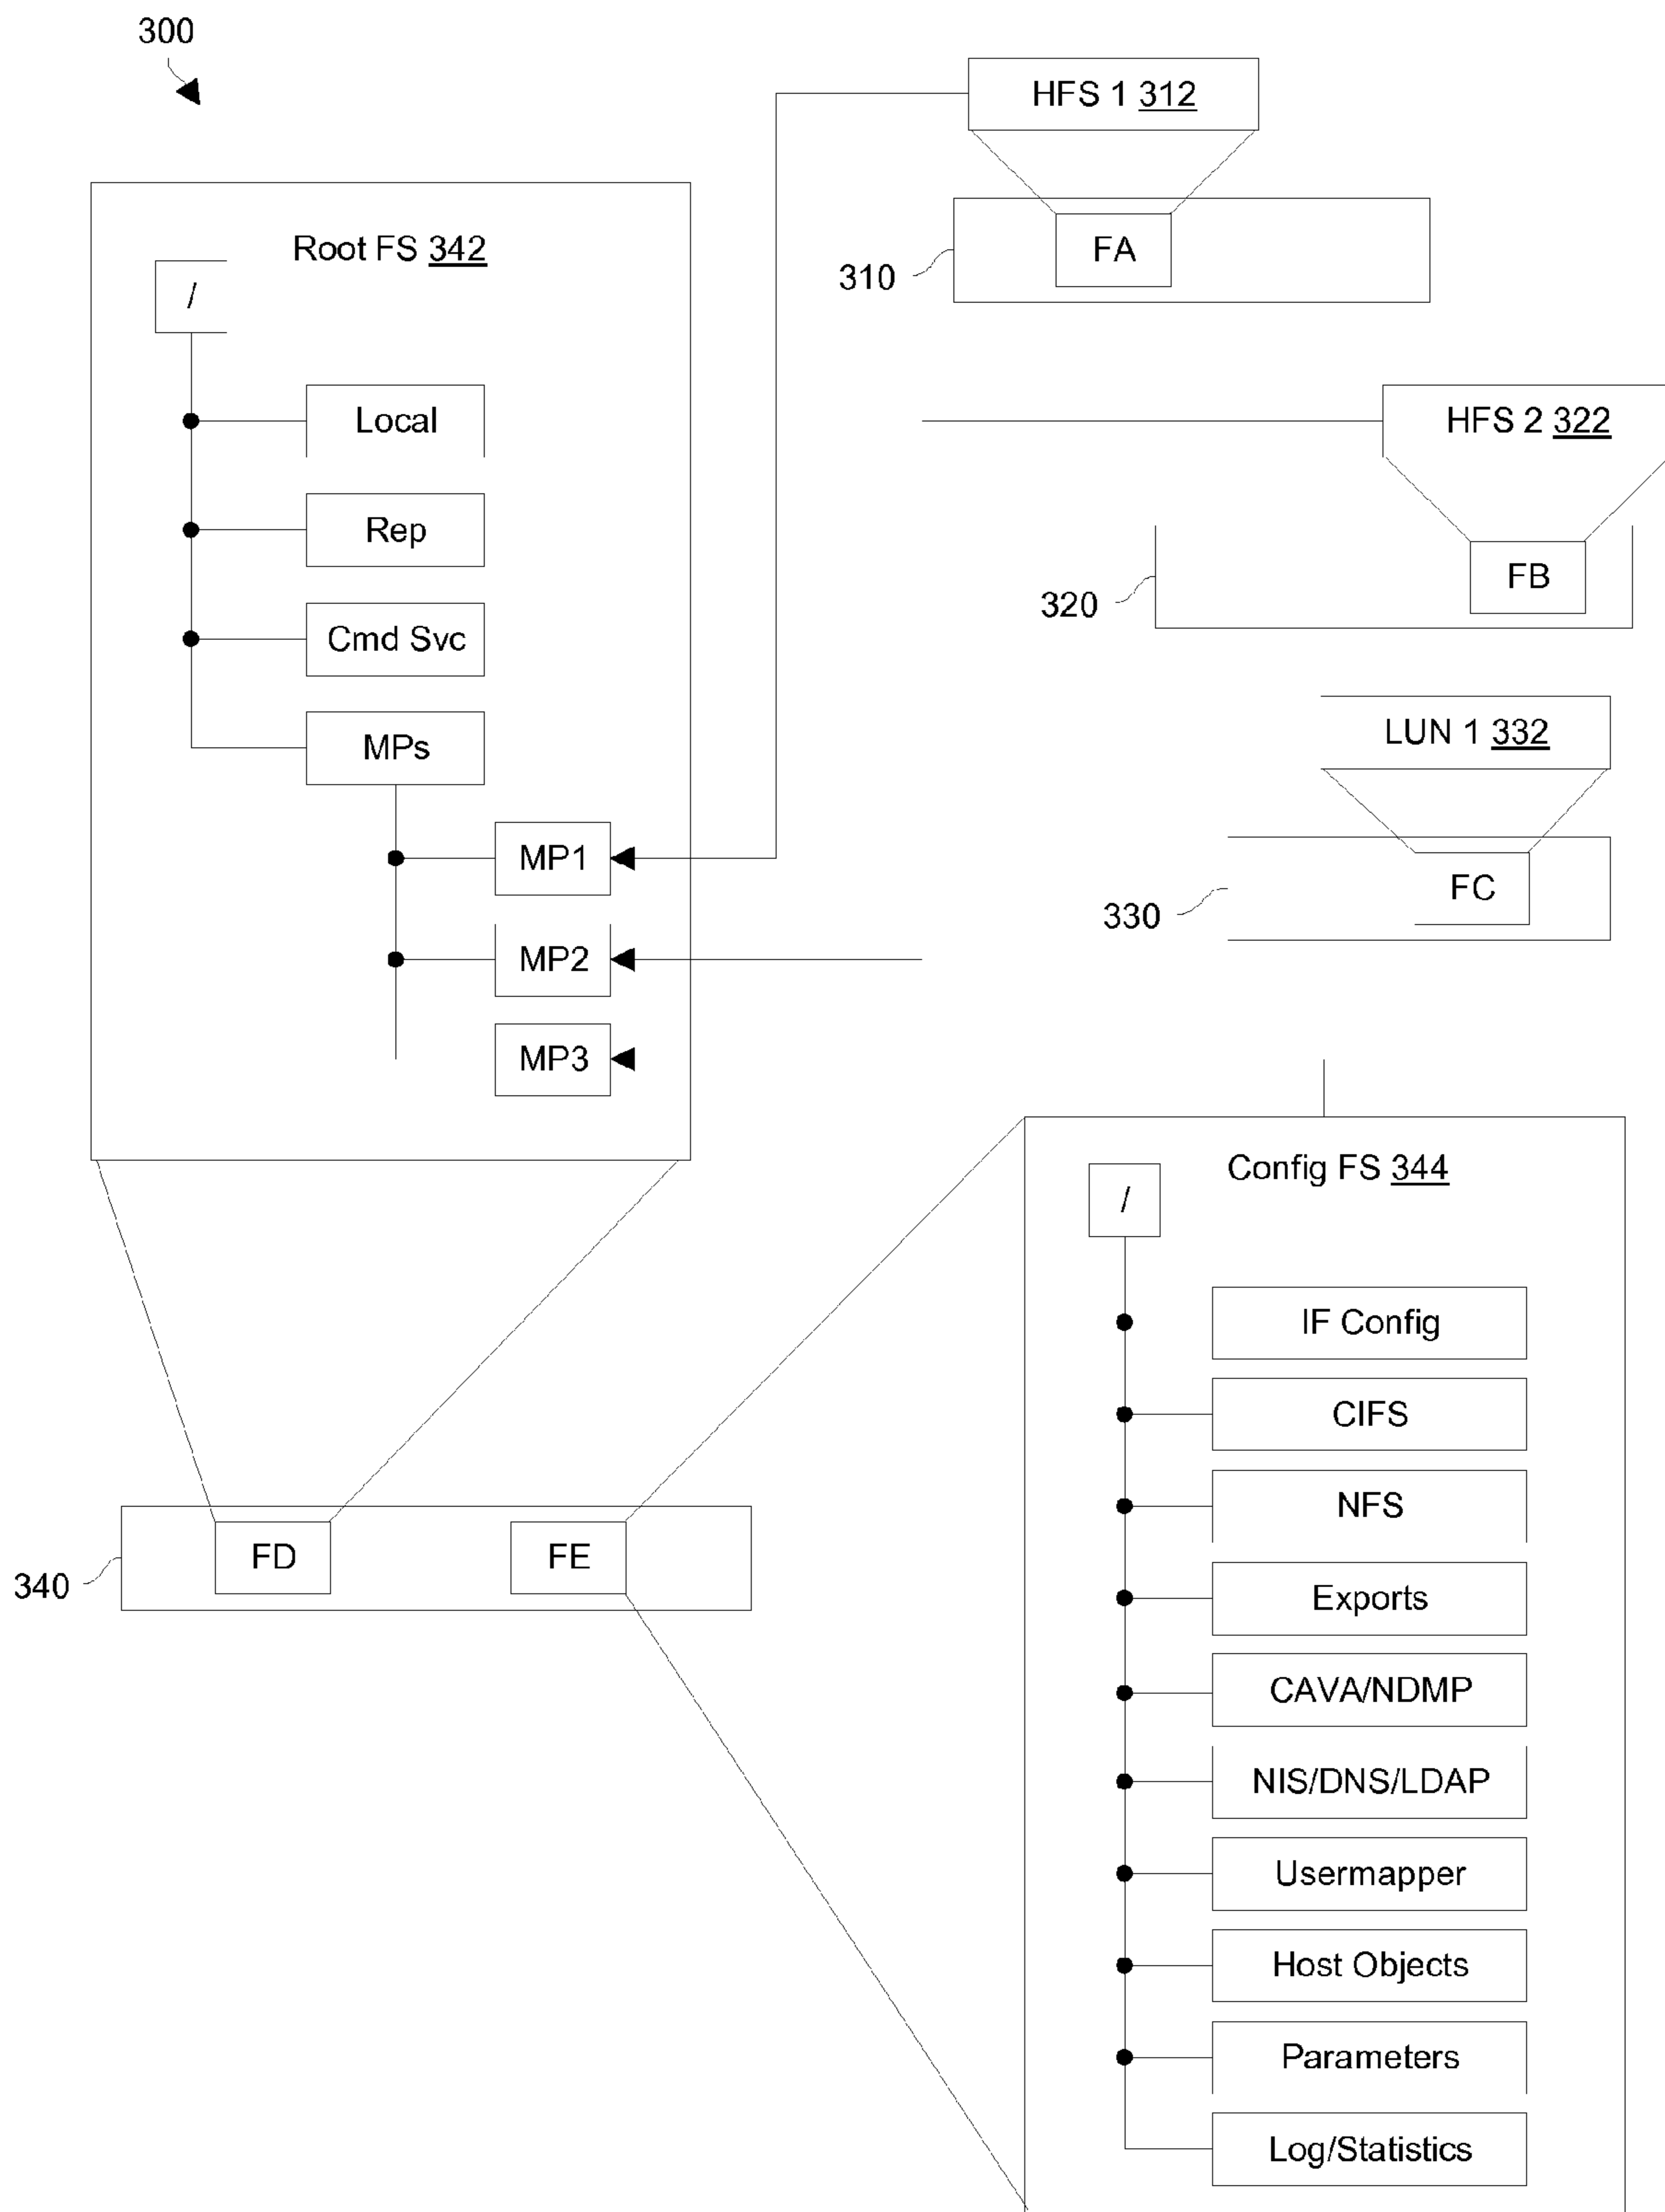 300
HFS 1 312
Root FS 342
/
FA
310
Local
HFS 2 322
Rep
FB
320
Cmd Svc
LUN 1 332
MPs
MP1
FC
330
MP2
MP3
Config FS 344
/
IF Config
CIFS
NFS
FD
FE
340
Exports
CAVA/NDMP
NIS/DNS/LDAP
Usermapper
Host Objects
Parameters
Log/Statistics